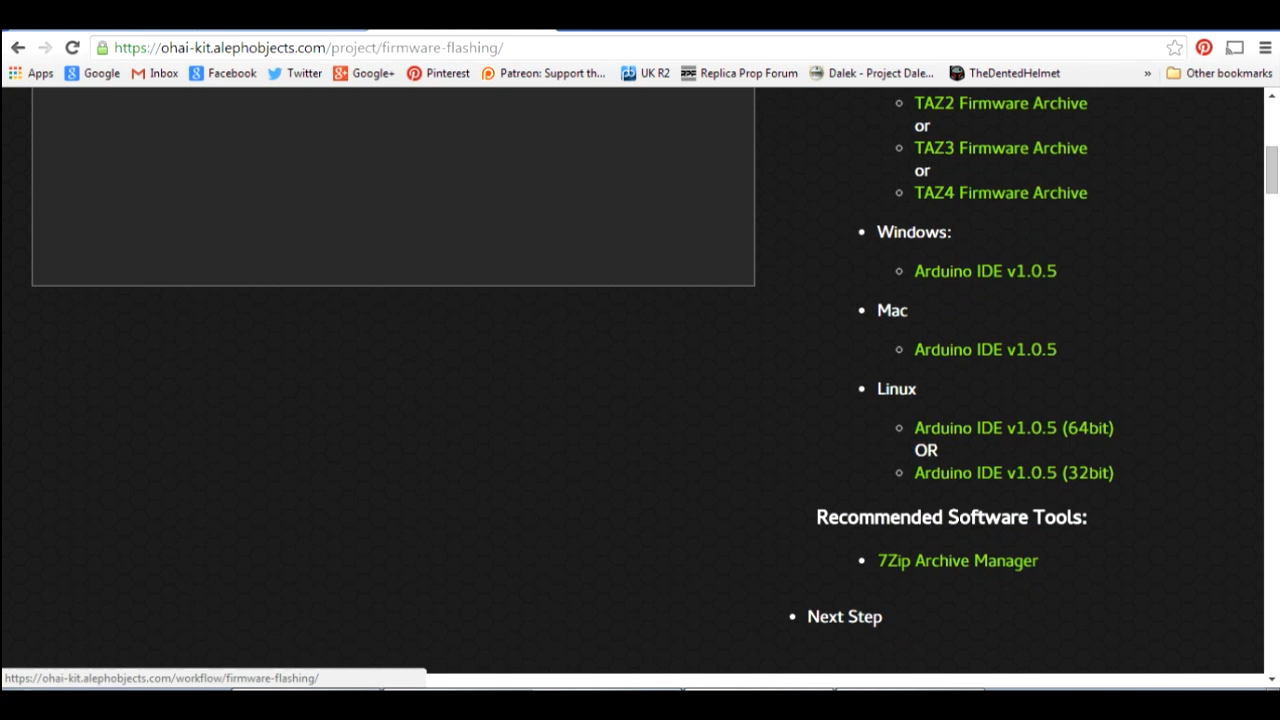 https://ohai-kit.alephobjects.com/project/firmware-flashing/
Apps Google Inbox Facebook Twitter Google+ Pinterest Patreon: Support th... UK R2 Replica Prop Forum Dalek - Project Dale... TheDentedHelmet » Other bookmarks
TAZ2 Firmware Archive
or
TAZ3 Firmware Archive
or
TAZ4 Firmware Archive
Windows:
Arduino IDE v1.0.5
Mac
Arduino IDE v1.0.5
Linux
Arduino IDE v1.0.5 (64bit)
OR
Arduino IDE v1.0.5 (32bit)
Recommended Software Tools:
7Zip Archive Manager
Next Step
https://ohai-kit.alephobjects.com/workflow/firmware-flashing/